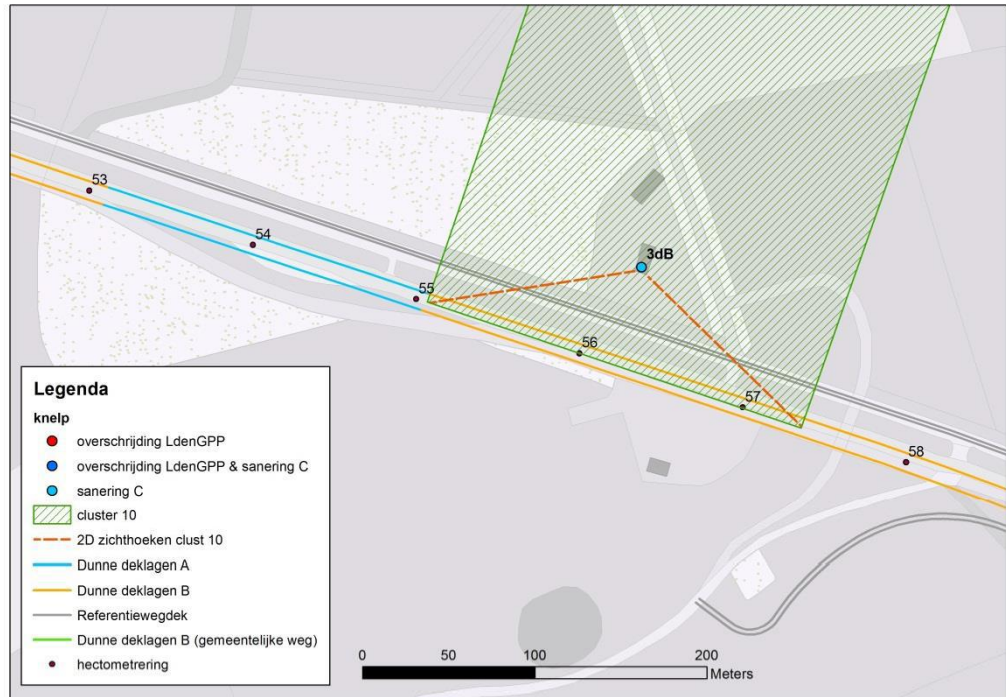 53
54
55
3dB
56
57
58
Legenda
knelp
overschrijding LdenGPP
overschrijding LdenGPP & sanering C
sanering C
cluster 10
2D zichthoeken clust 10
Dunne deklagen A
Dunne deklagen B
Referentiewegdek
Dunne deklagen B (gemeentelijke weg)
hectometrering
0 50 100 200
Meters